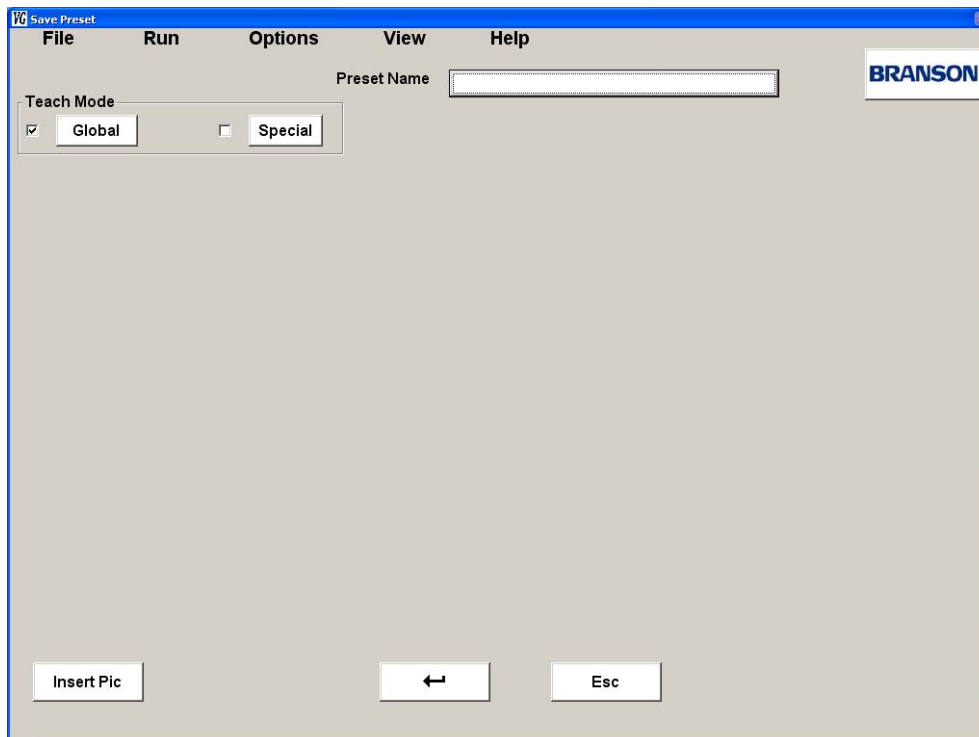 VG Save Preset
File Run Options View Help
Preset Name
BRANSON
Teach Mode
Global Special
Insert Pic Esc